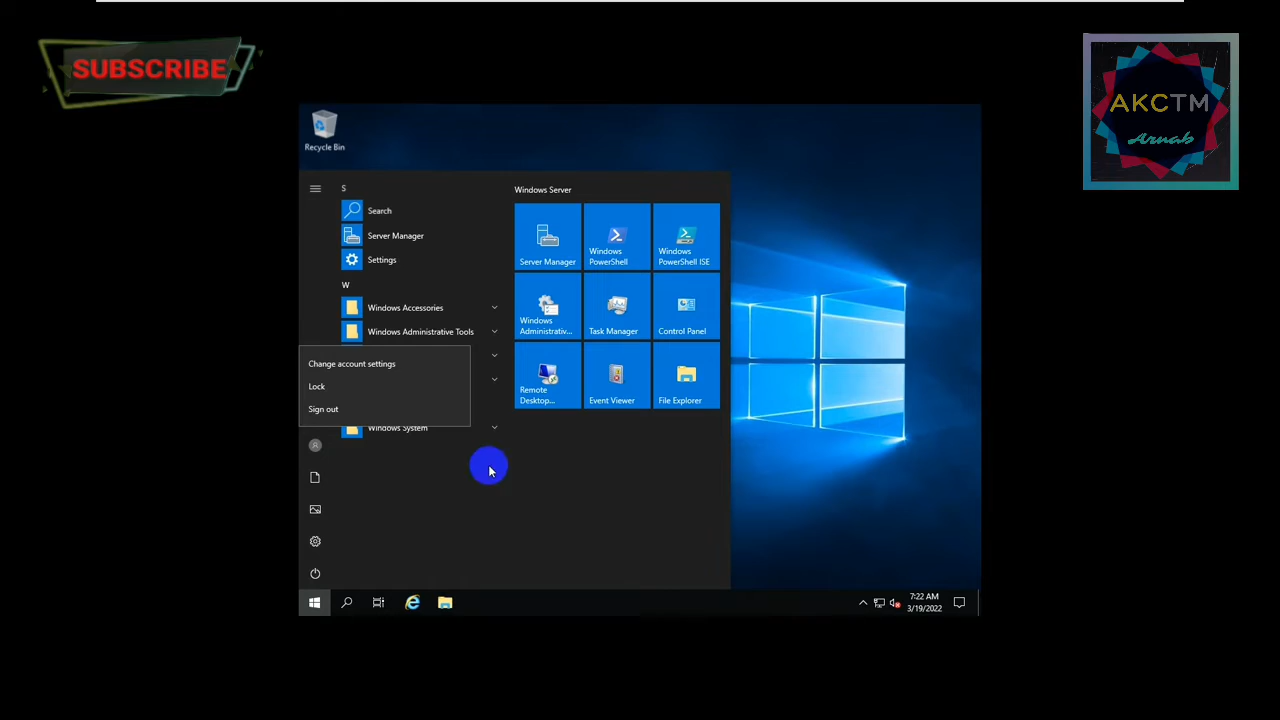 SUBSCRIBE
AKCTM
Arnab
Recycle Bin
S
Search
Server Manager
Settings
W
Windows Accessories
Windows Administrative Tools
Change account settings
Lock
Sign out
Windows System
Windows Server
Server Manager
Windows
PowerShell
Windows
PowerShell ISE
Windows
Administrativ...
Task Manager
Control Panel
Remote
Desktop...
Event Viewer
File Explorer
7:22 AM
3/19/2022